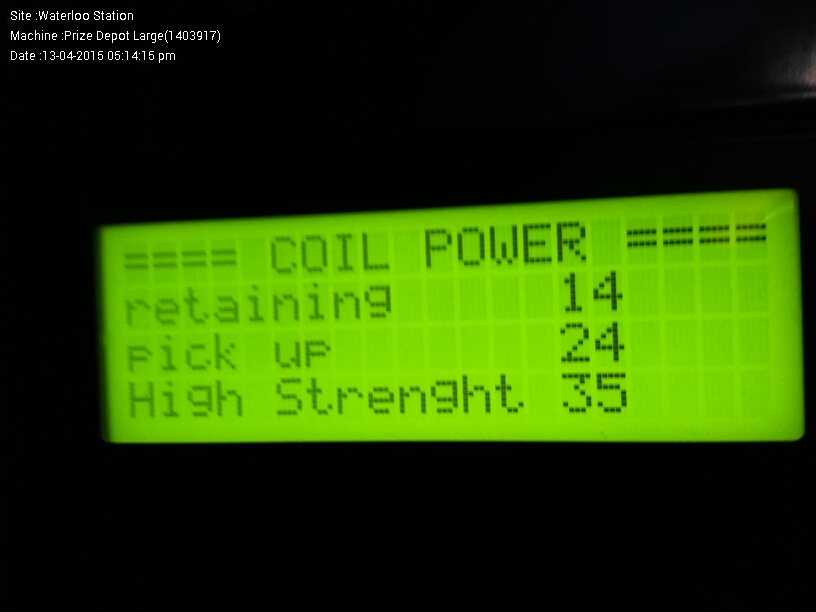 Site :Waterloo Station
Machine :Prize Depot Large(1403917)
Date :13-04-2015 05:14:15 pm
==== COIL POWER ====
retaining 14
pick up 24
High Strenght 35